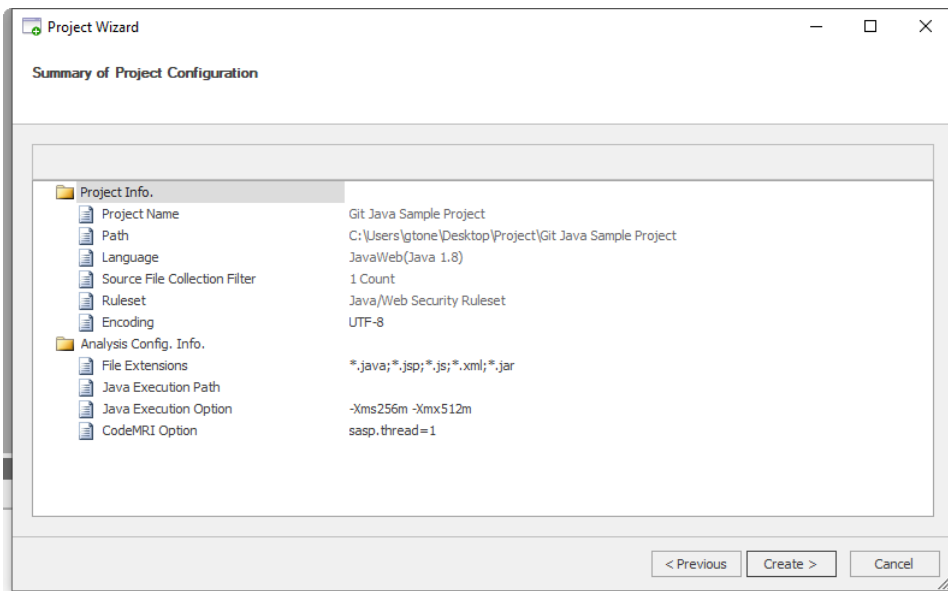 Project Wizard
Summary of Project Configuration
Project Info.
Project Name Git Java Sample Project
Path C:\Users\gtone\Desktop\Project\Git Java Sample Project
Language JavaWeb(Java 1.8)
Source File Collection Filter 1 Count
Ruleset Java/Web Security Ruleset
Encoding UTF-8
Analysis Config. Info.
File Extensions *.java;*.jsp;*.js;*.xml;*.jar
Java Execution Path
Java Execution Option -Xms256m -Xmx512m
CodeMRI Option sasp.thread=1
< Previous Create > Cancel